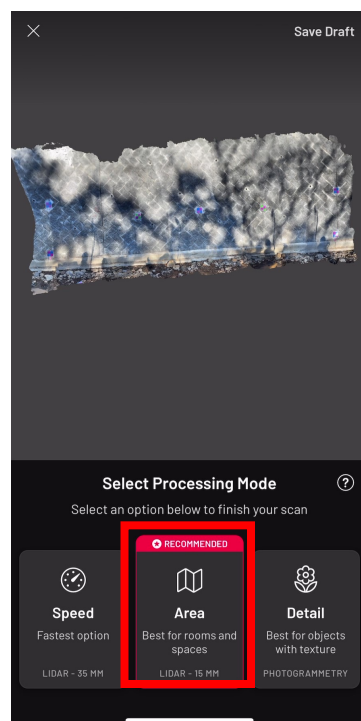 Save Draft
Select Processing Mode
?
Select an option below to finish your scan
RECOMMENDED
Speed
Fastest option
LIDAR - 35 MM
Area
Best for rooms and
spaces
LIDAR - 15 MM
Detail
Best for objects
with texture
PHOTOGRAMMETRY